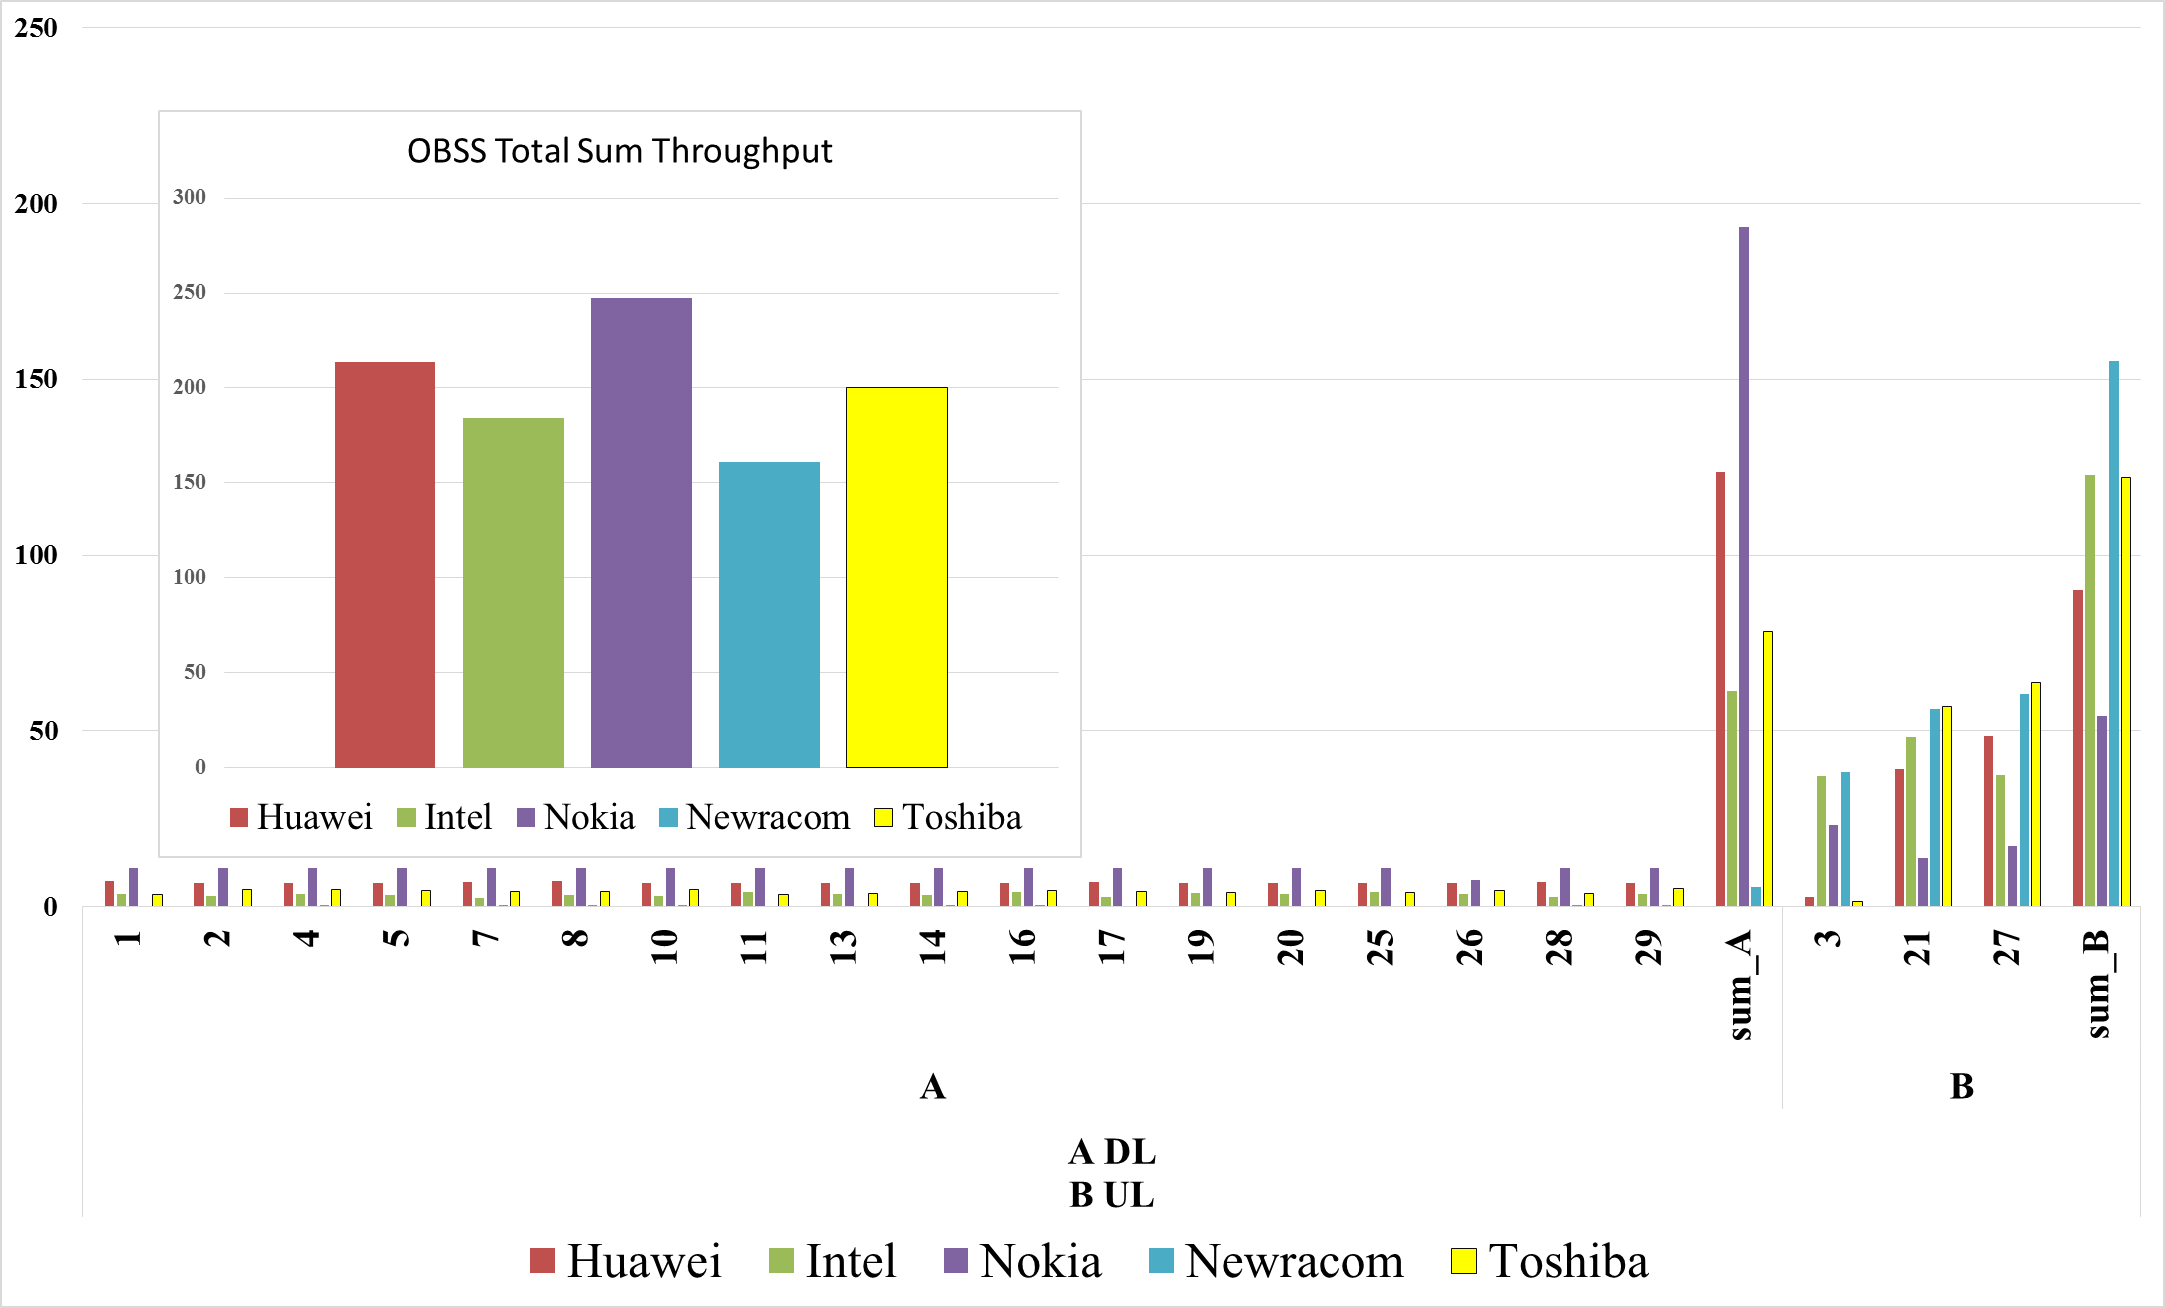 250
200
150
100
50
0
OBSS Total Sum Throughput
300
250
200
150
100
50
0
Huawei Intel Nokia Newracom Toshiba
1 2 4 5 7 8 10 11 13 14 16 17 19 20 25 26 28 29 sum_A 3 21 27 sum_B
A B
A DL
B UL
Huawei Intel Nokia Newracom Toshiba